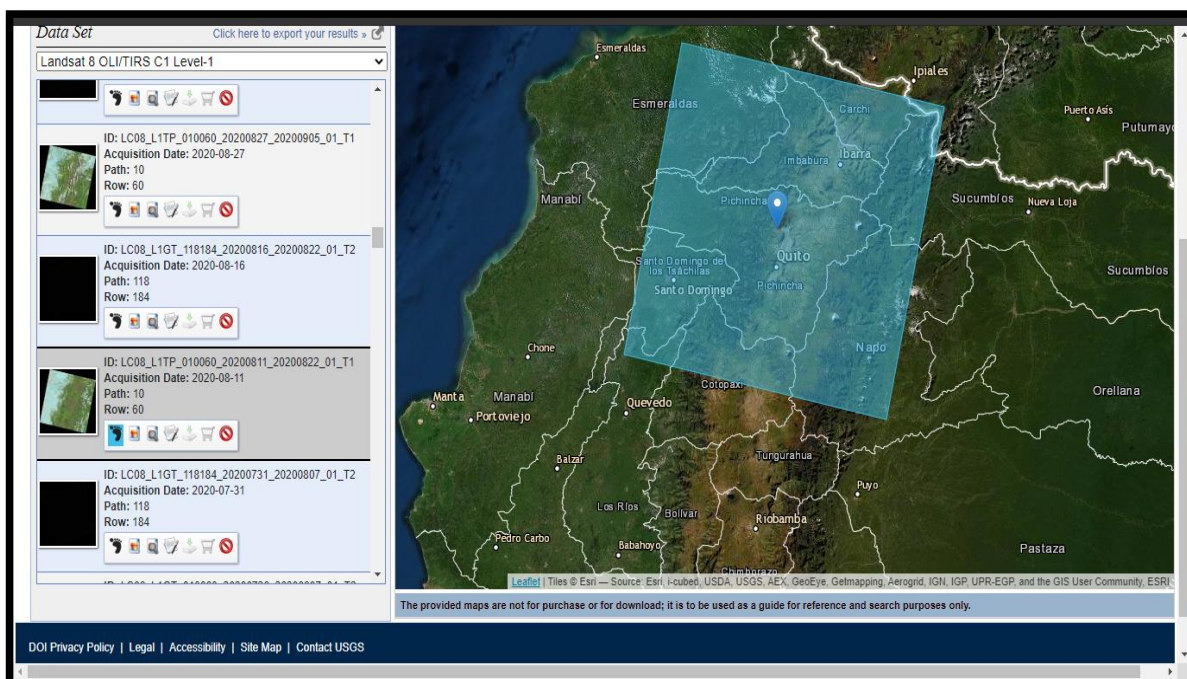 Data Set
Click here to export your results »
Landsat 8 OLI/TIRS C1 Level-1
ID: LC08_L1TP_010060_20200827_20200905_01_T1
Acquisition Date: 2020-08-27
Path: 10
Row: 60
ID: LC08_L1GT_118184_20200816_20200822_01_T2
Acquisition Date: 2020-08-16
Path: 118
Row: 184
ID: LC08_L1TP_010060_20200811_20200822_01_T1
Acquisition Date: 2020-08-11
Path: 10
Row: 60
ID: LC08_L1GT_118184_20200731_20200807_01_T2
Acquisition Date: 2020-07-31
Path: 118
Row: 184
Esmeraldas
Ipiales
Esmeraldas
Carchi
Puerto Asís
Putumayo
Imbabura
Ibarra
Manabí
Pichincha
Sucumbíos
Nueva Loja
Quito
Santo Domingo de
los Tsáchilas
Sucumbíos
Santo Domingo
Pichincha
Chone
Napo
Cotopaxi
Orellana
Manta
Manabí
Quevedo
Portoviejo
Balzar
Tungurahua
Puyo
Los Ríos
Bolívar
Riobamba
Pedro Carbo
Babahoyo
Pastaza
Chimborazo
Leaflet | Tiles © Esri — Source: Esri, i-cubed, USDA, USGS, AEX, GeoEye, Getmapping, Aerogrid, IGN, IGP, UPR-EGP, and the GIS User Community, ESRI
The provided maps are not for purchase or for download; it is to be used as a guide for reference and search purposes only.
DOI Privacy Policy | Legal | Accessibility | Site Map | Contact USGS